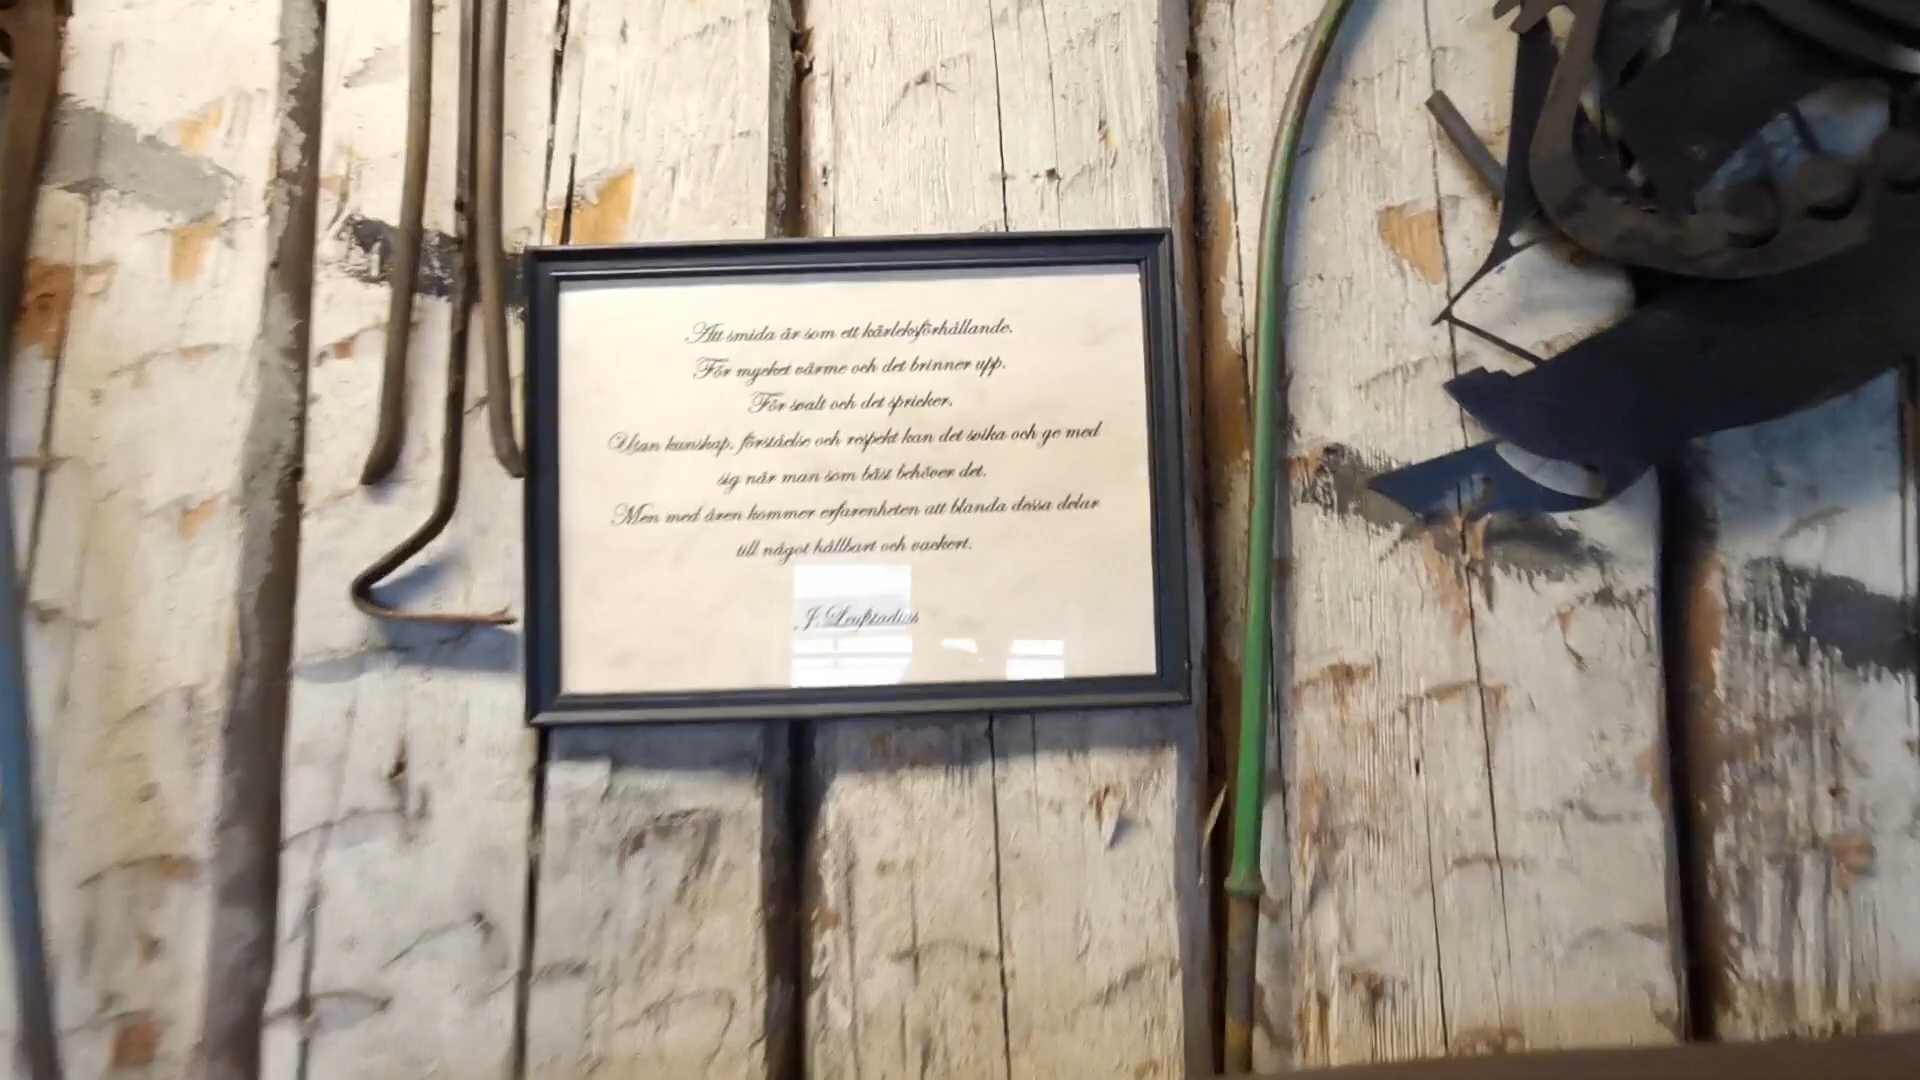 Att smida är som ett kärleksförhållande.
För mycket värme och det brinner upp.
För svalt och det spricker.
Utan kunskap, förståelse och respekt kan det svika och ge med
sig när man som bäst behöver det.
Men med åren kommer erfarenheten att blanda dessa delar
till något hållbart och vackert.
J. Leufstadius